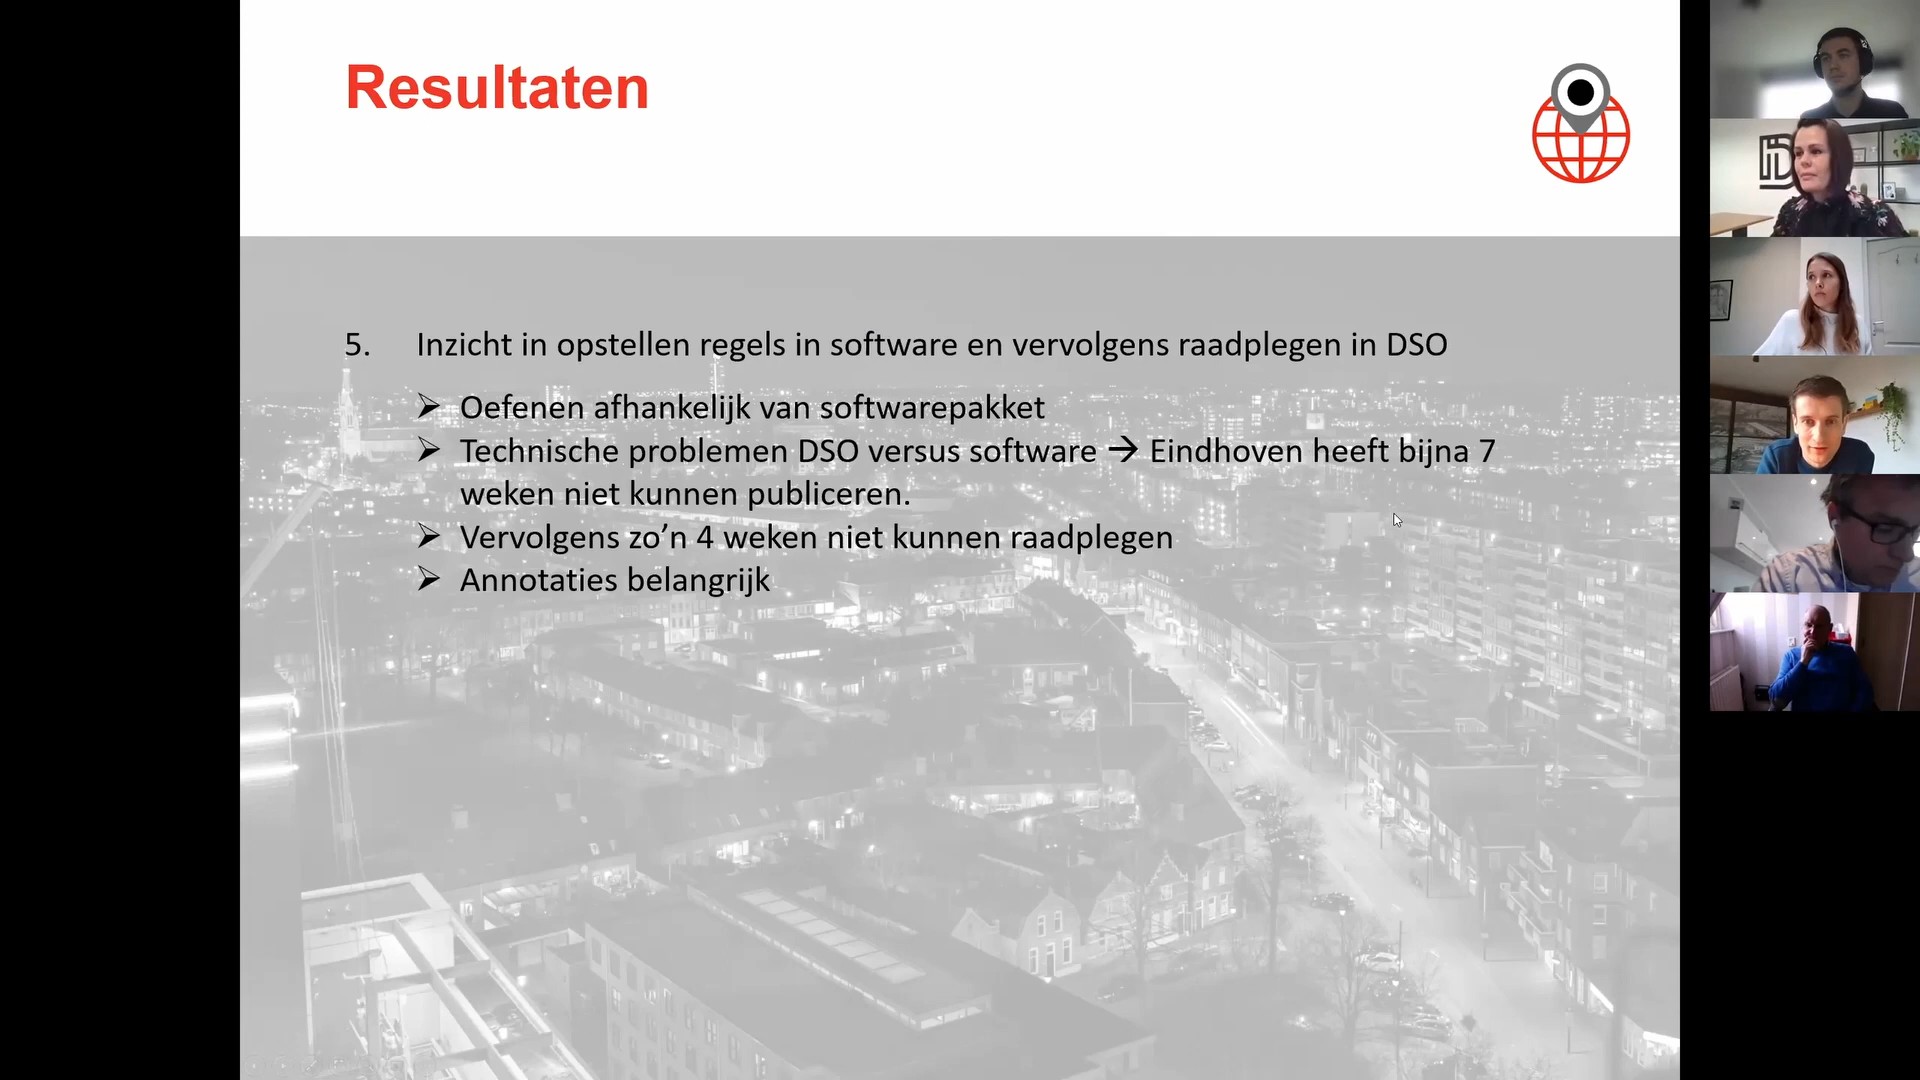 Resultaten
5. Inzicht in opstellen regels in software en vervolgens raadplegen in DSO
➢ Oefenen afhankelijk van softwarepakket
➢ Technische problemen DSO versus software → Eindhoven heeft bijna 7
weken niet kunnen publiceren.
➢ Vervolgens zo’n 4 weken niet kunnen raadplegen
➢ Annotaties belangrijk